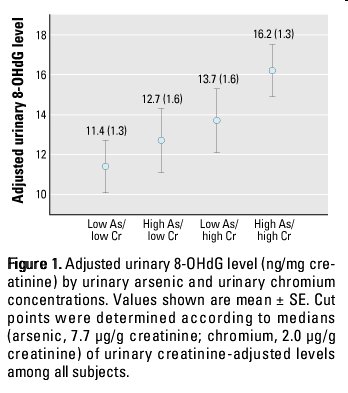 Adjusted urinary 8-OHdG level
18
16
14
12
10
11.4 (1.3)
12.7 (1.6)
13.7 (1.6)
16.2 (1.3)
Low As/
low Cr
High As/
low Cr
Low As/
high Cr
High As/
high Cr
Figure 1. Adjusted urinary 8-OHdG level (ng/mg cre-
atinine) by urinary arsenic and urinary chromium
concentrations. Values shown are mean ± SE. Cut
points were determined according to medians
(arsenic, 7.7 µg/g creatinine; chromium, 2.0 µg/g
creatinine) of urinary creatinine-adjusted levels
among all subjects.